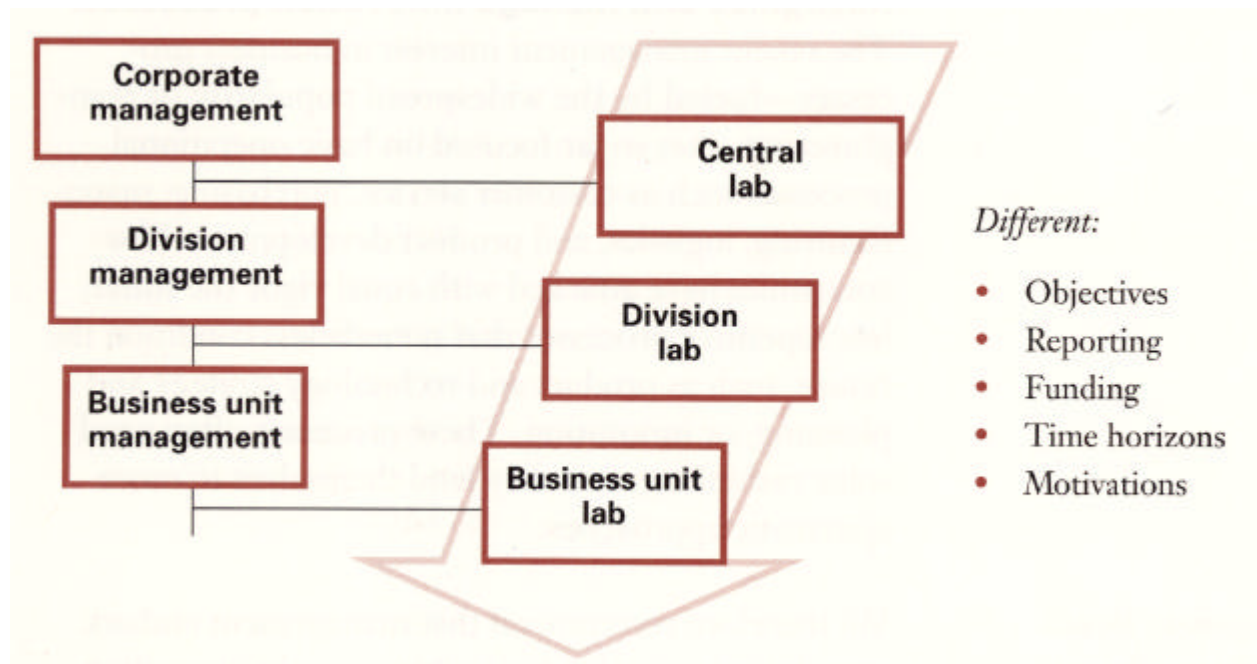 Corporate
management
Central
lab
Division
management
Division
lab
Business unit
management
Business unit
lab
Different:
• Objectives
• Reporting
• Funding
• Time horizons
• Motivations